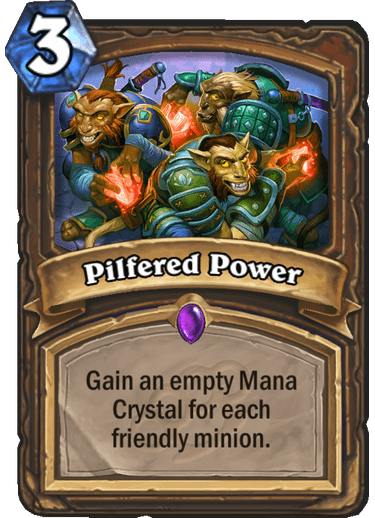 3
Pilfered Power
Gain an empty Mana
Crystal for each
friendly minion.